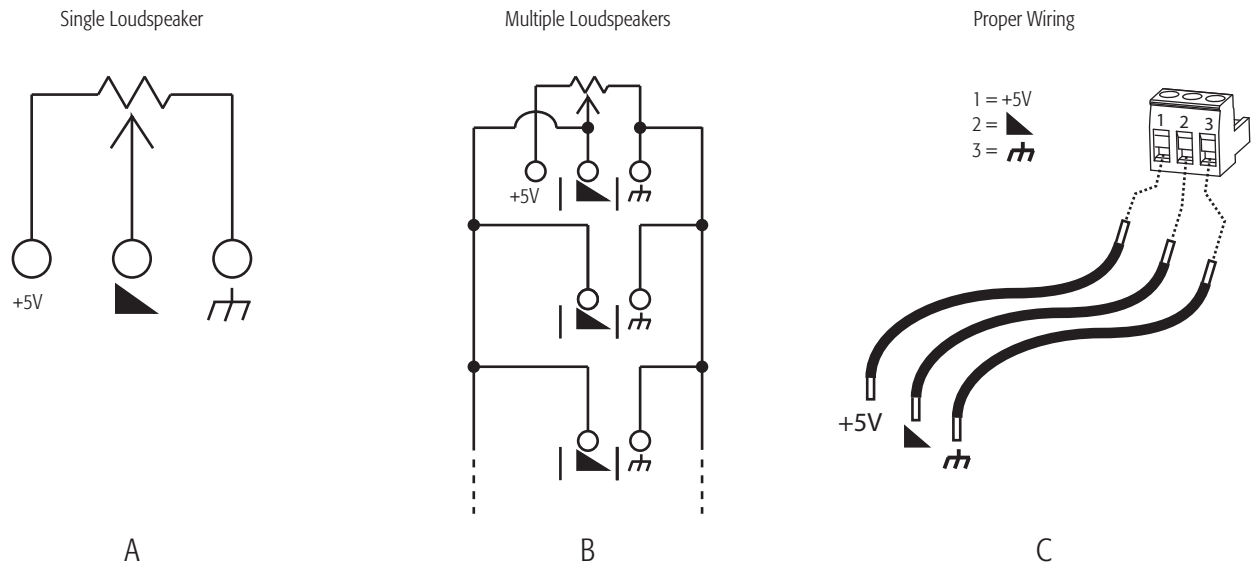 Single Loudspeaker
+5V
A
Multiple Loudspeakers
+5V
B
Proper Wiring
1 = +5V
2 =
3 =
1 2 3
+5V
C